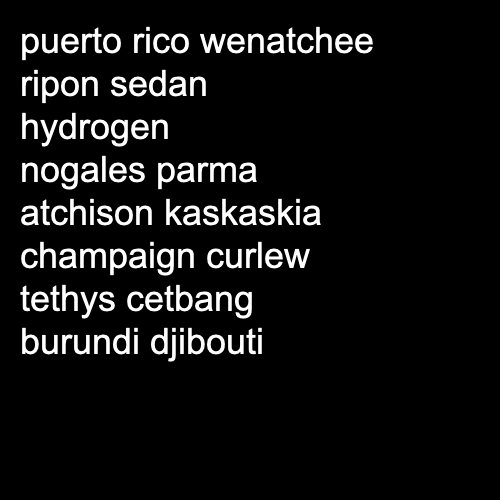 puerto rico wenatchee
ripon sedan
hydrogen
nogales parma
atchison kaskaskia
champaign curlew
tethys cetbang
burundi djibouti